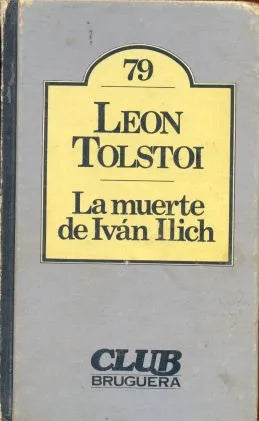 79
LEON
TOLSTOI
La muerte
de Iván Ilich
CLUB
BRUGUERA